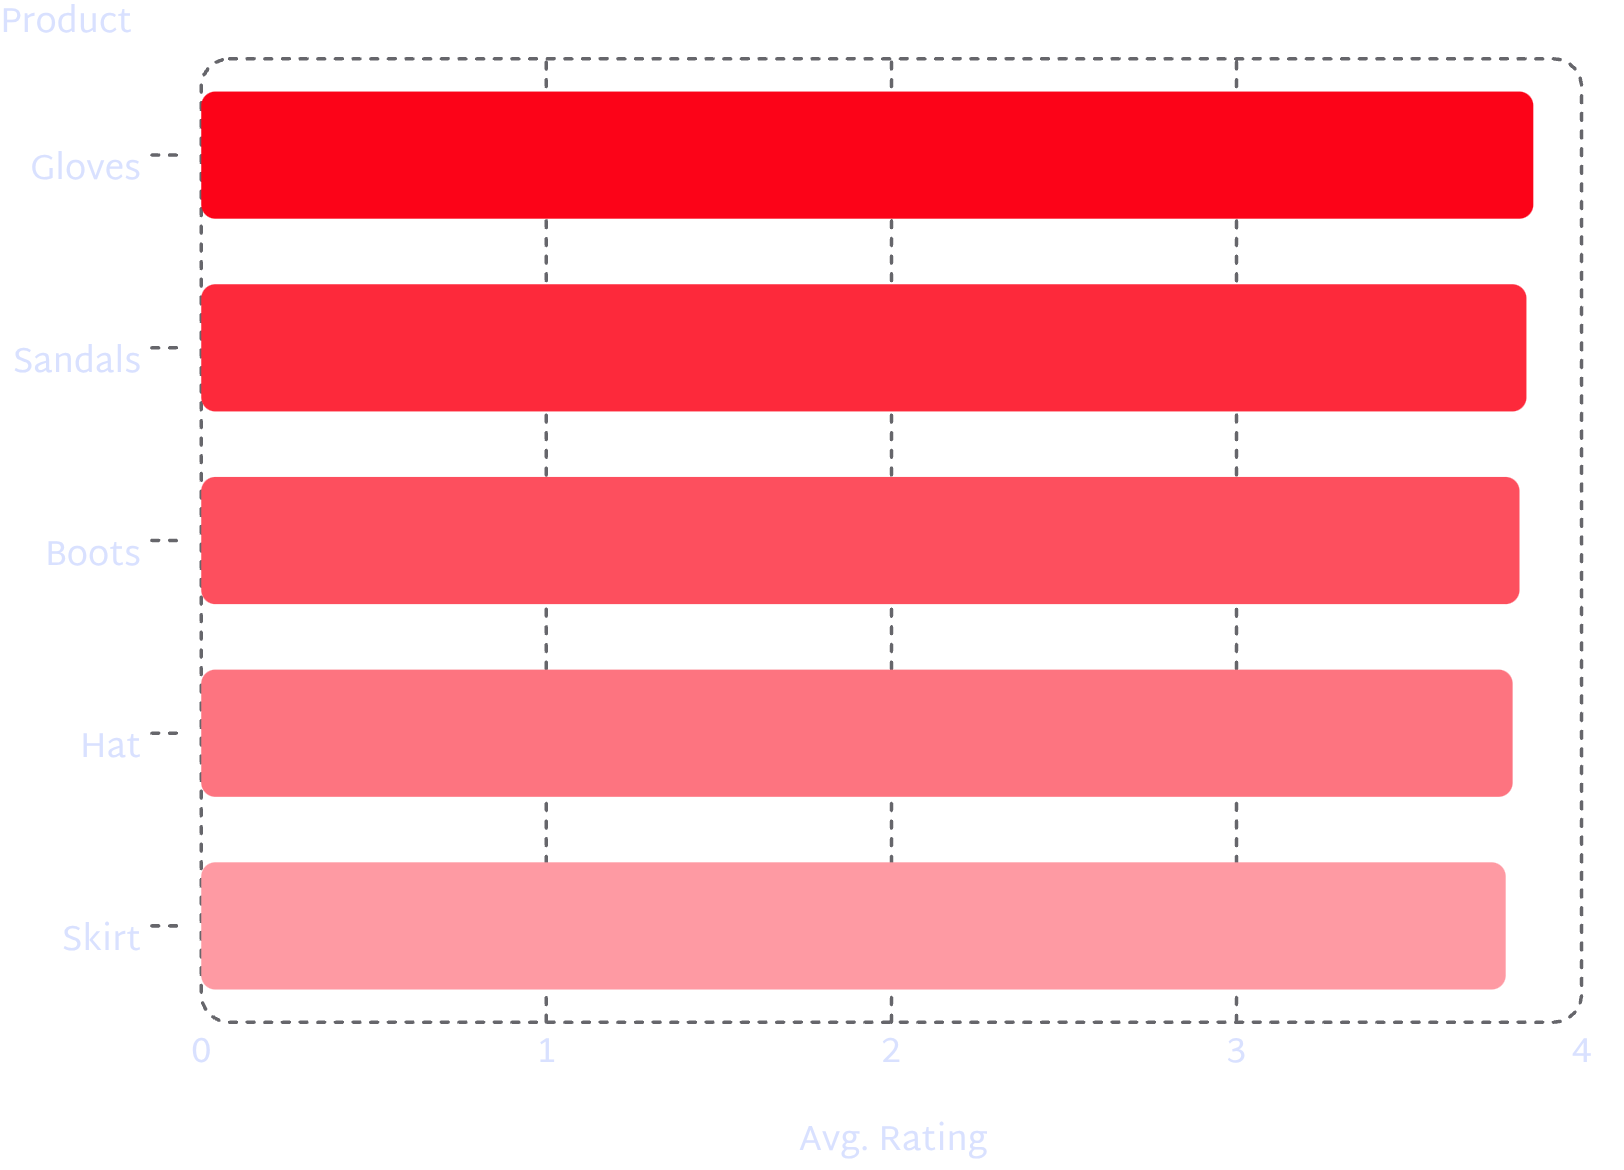 Product
Gloves
Sandals
Boots
Hat
Skirt
0 1 2 3 4
Avg. Rating